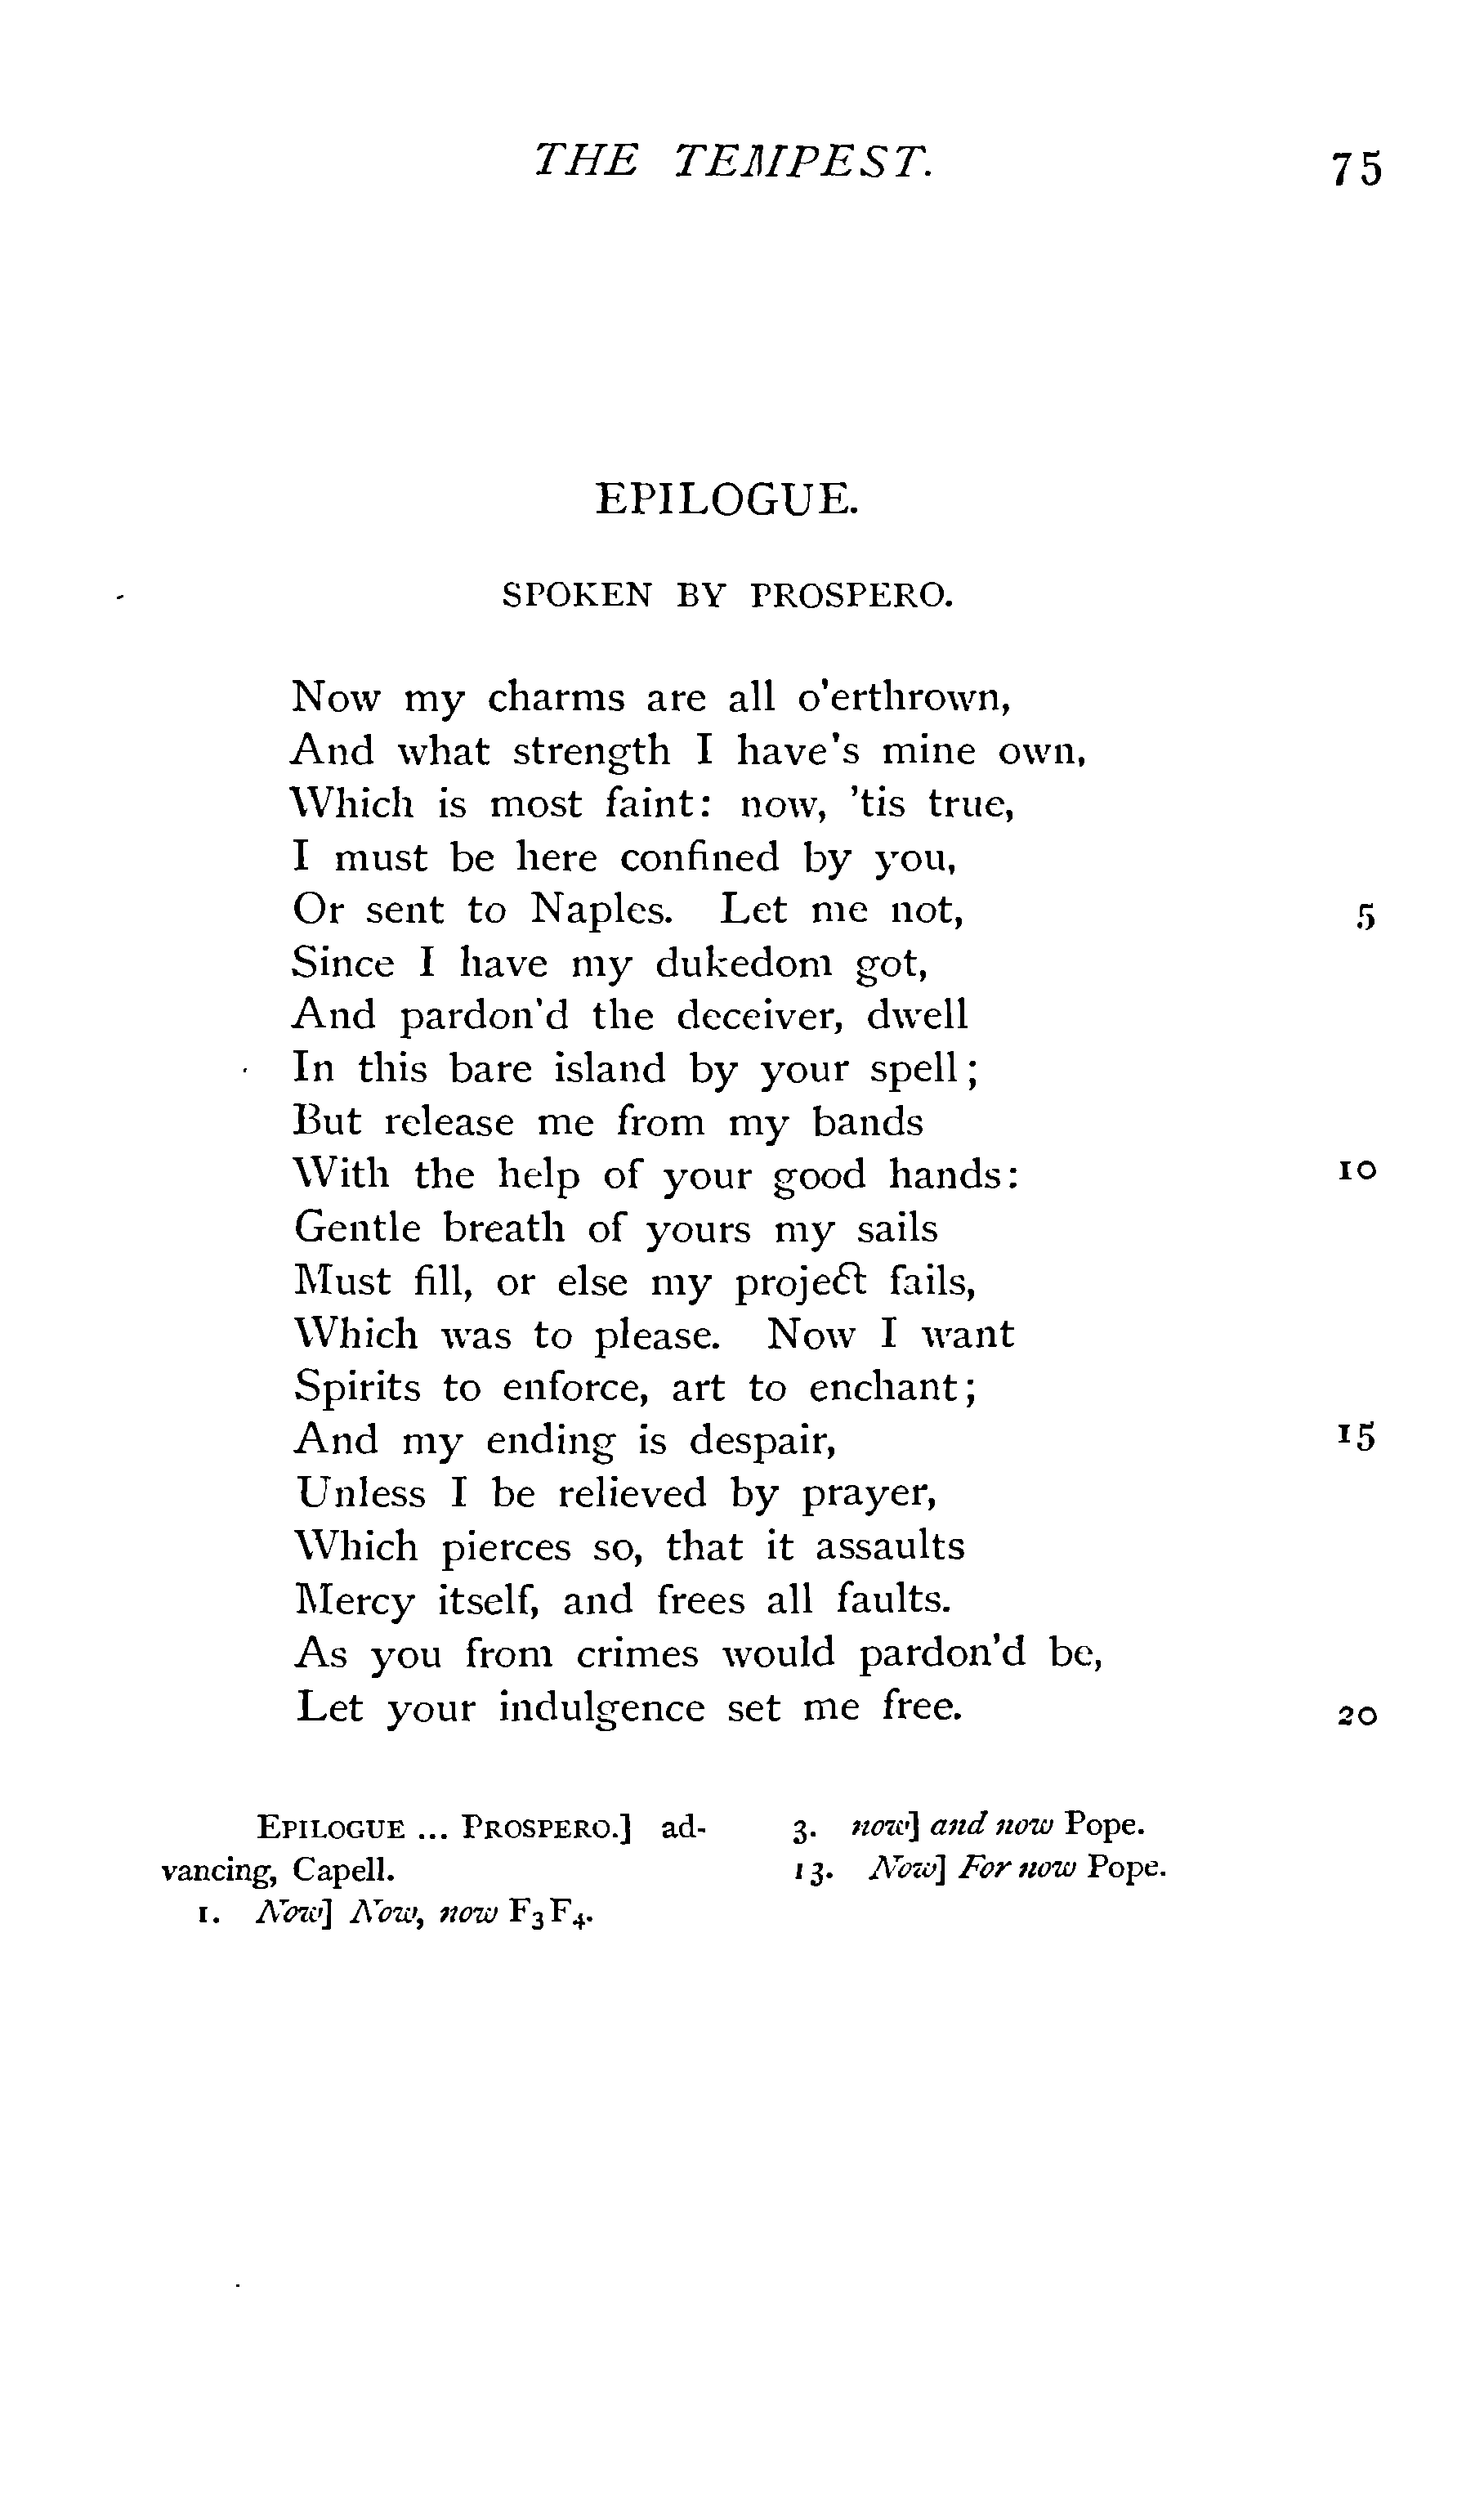 THE TEMPEST. 75
EPILOGUE.
SPOKEN BY PROSPERO.
Now my charms are all o'erthrown,
And what strength I have's mine own,
Which is most faint: now, 'tis true,
I must be here confined by you,
Or sent to Naples. Let me not, 5
Since I have my dukedom got,
And pardon'd the deceiver, dwell
In this bare island by your spell;
But release me from my bands
With the help of your good hands: 10
Gentle breath of yours my sails
Must fill, or else my project fails,
Which was to please. Now I want
Spirits to enforce, art to enchant;
And my ending is despair, 15
Unless I be relieved by prayer,
Which pierces so, that it assaults
Mercy itself, and frees all faults.
As you from crimes would pardon'd be,
Let your indulgence set me free. 20
EPILOGUE ... PROSPERO.] ad-
vancing, Capell.
1. Now] Now, now F3F4.
3. now] and now Pope.
13. Now] For now Pope.